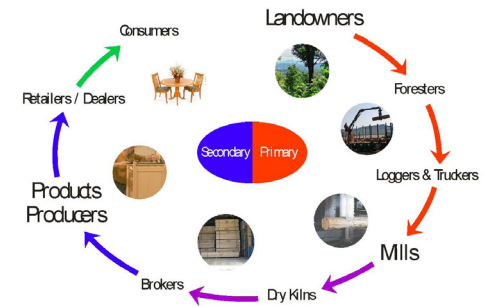 Landowners
Foresters
Loggers & Truckers
Mills
Dry Kilns
Brokers
Products
Producers
Retailers / Dealers
Consumers
Secondary
Primary